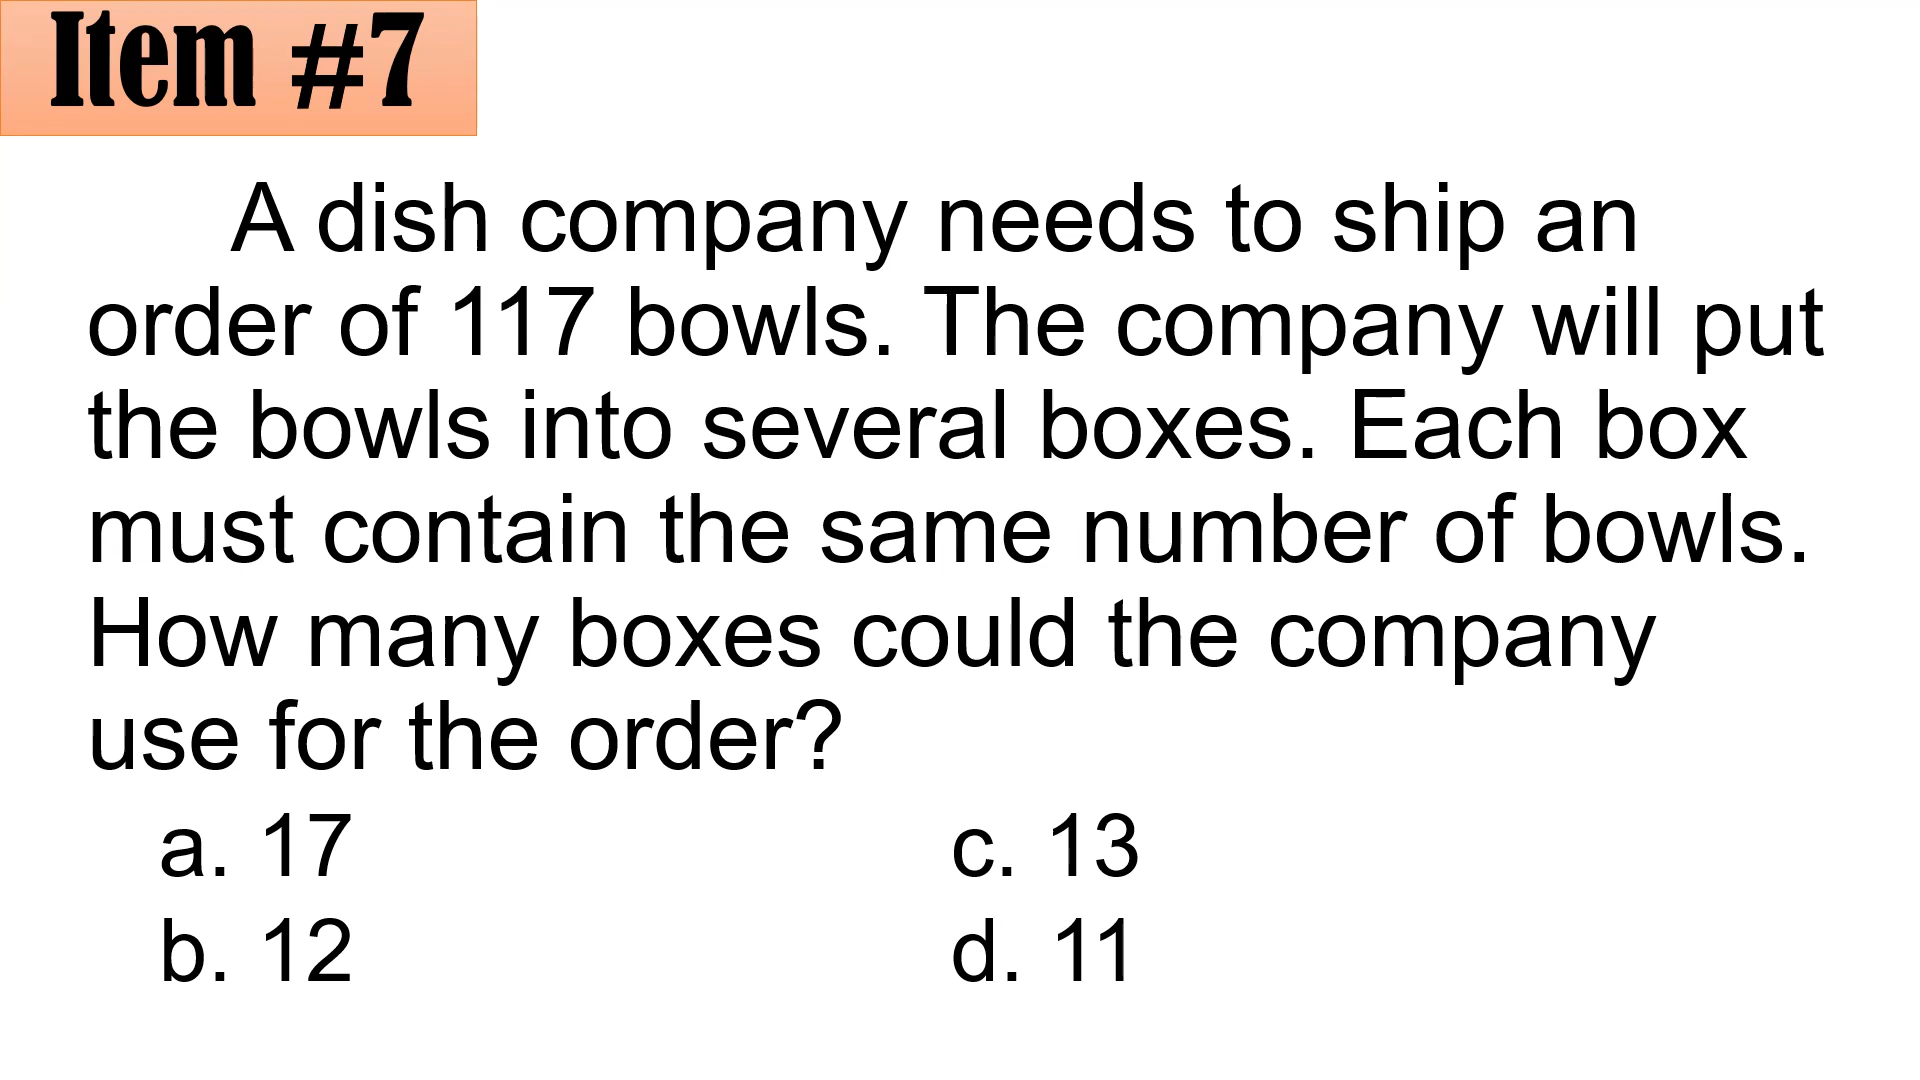 Item #7
A dish company needs to ship an
order of 117 bowls. The company will put
the bowls into several boxes. Each box
must contain the same number of bowls.
How many boxes could the company
use for the order?
a. 17 c. 13
b. 12 d. 11